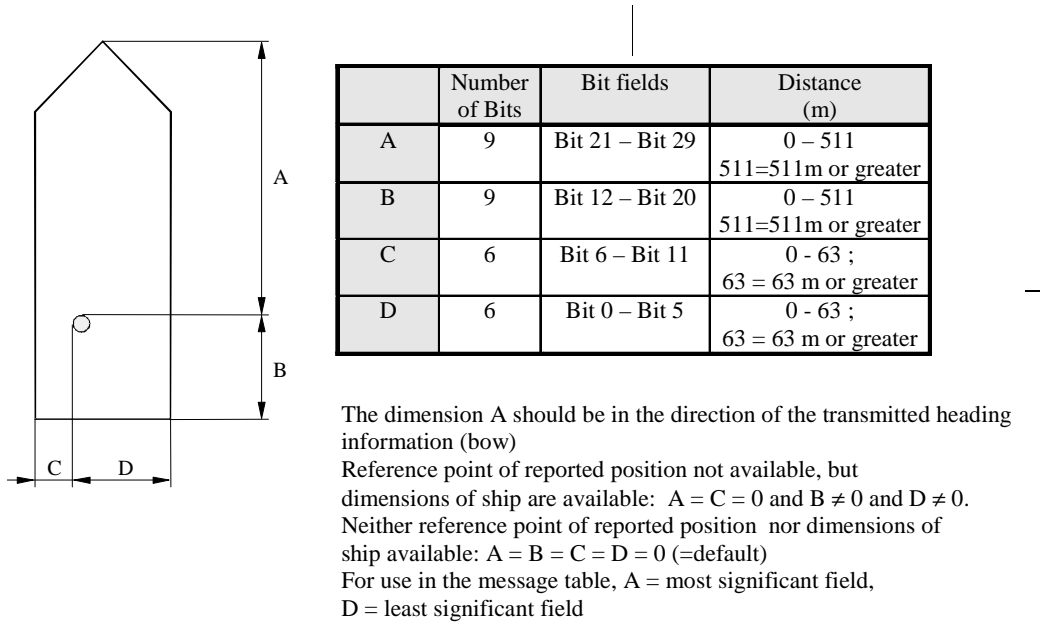 A
B
C D
Number of Bits Bit fields Distance (m)
A 9 Bit 21 – Bit 29 0 – 511
511=511m or greater
B 9 Bit 12 – Bit 20 0 – 511
511=511m or greater
C 6 Bit 6 – Bit 11 0 - 63 ;
63 = 63 m or greater
D 6 Bit 0 – Bit 5 0 - 63 ;
63 = 63 m or greater
The dimension A should be in the direction of the transmitted heading
information (bow)
Reference point of reported position not available, but
dimensions of ship are available: A = C = 0 and B ≠ 0 and D ≠ 0.
Neither reference point of reported position nor dimensions of
ship available: A = B = C = D = 0 (=default)
For use in the message table, A = most significant field,
D = least significant field